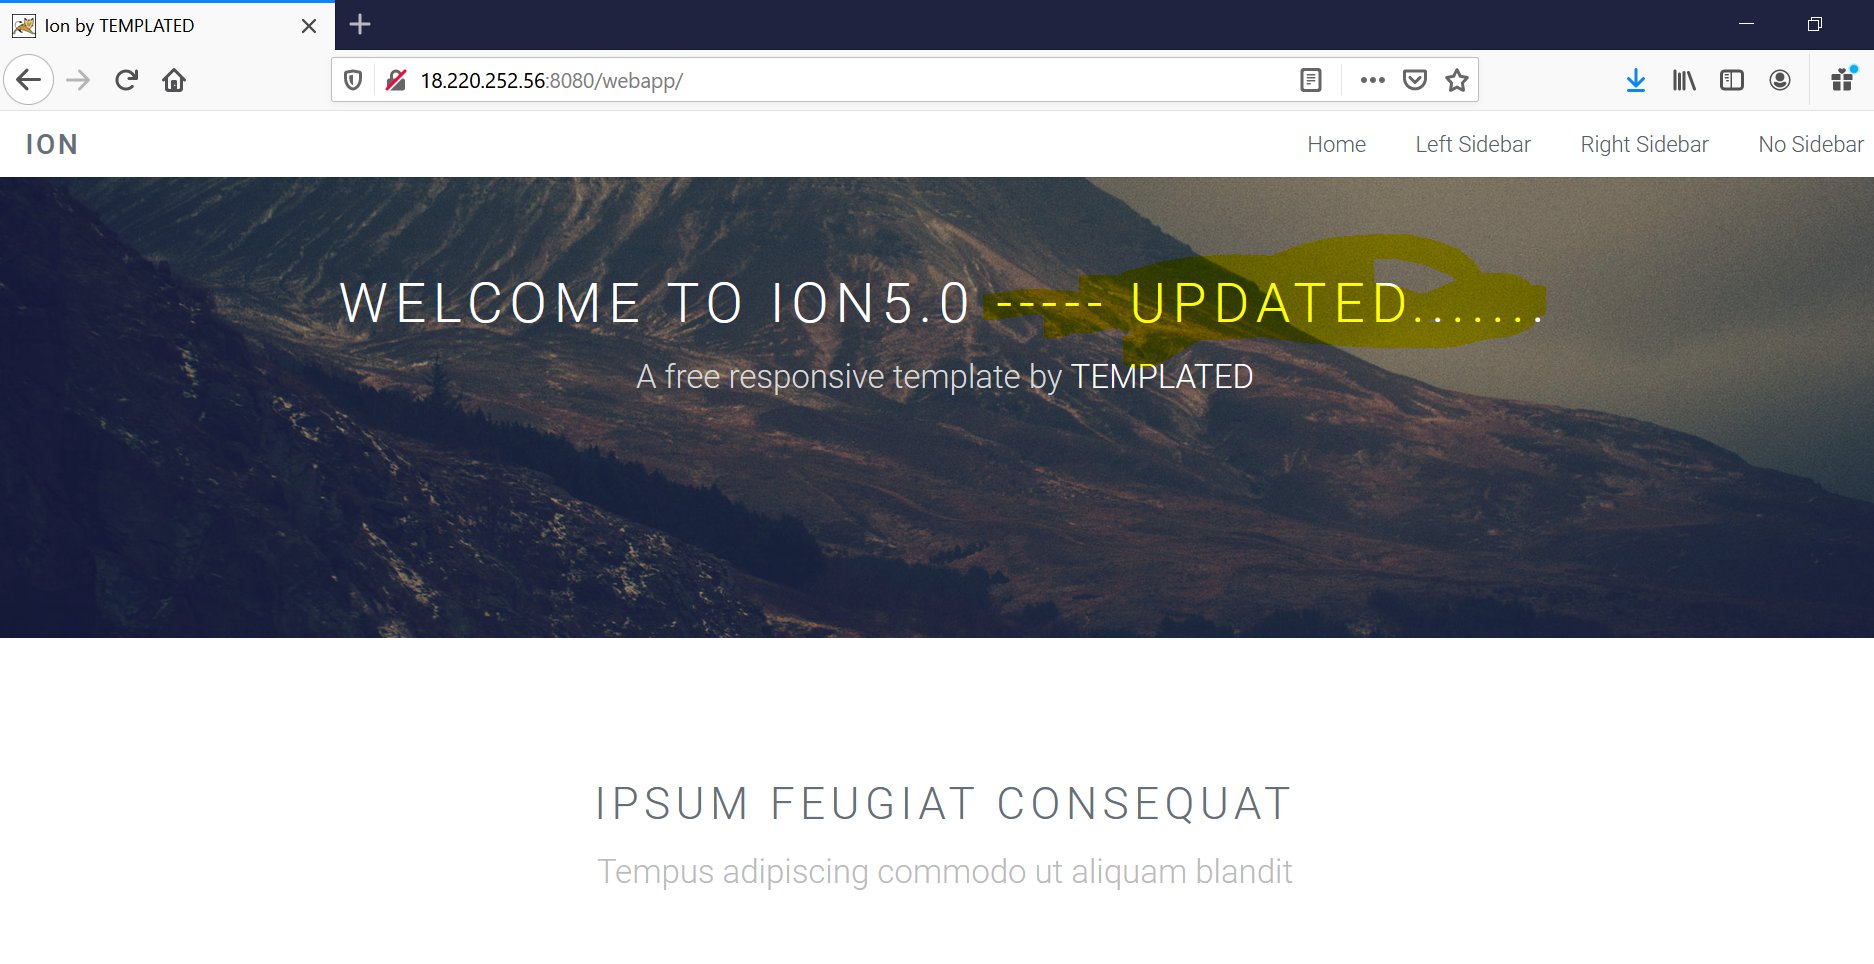 Ion by TEMPLATED
18.220.252.56:8080/webapp/
ION
Home Left Sidebar Right Sidebar No Sidebar
WELCOME TO ION5.0 ----- UPDATED.......
A free responsive template by TEMPLATED
IPSUM FEUGIAT CONSEQUAT
Tempus adipiscing commodo ut aliquam blandit